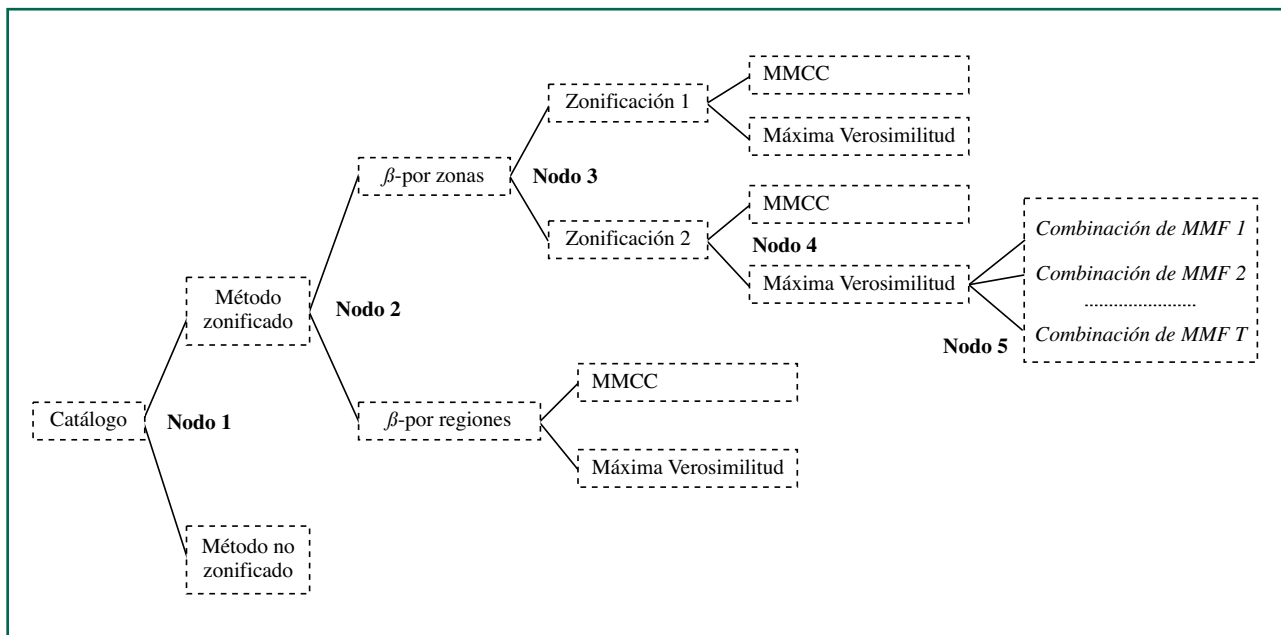 MMCC
Zonificación 1
Máxima Verosimilitud
ß-por zonas
Nodo 3
MMCC
Zonificación 2
Nodo 4
Máxima Verosimilitud
Combinación de MMF 1
Combinación de MMF 2
.......................
Combinación de MMF T
Nodo 5
Método
zonificado
Nodo 2
MMCC
Catálogo
Nodo 1
ß-por regiones
Máxima Verosimilitud
Método no
zonificado